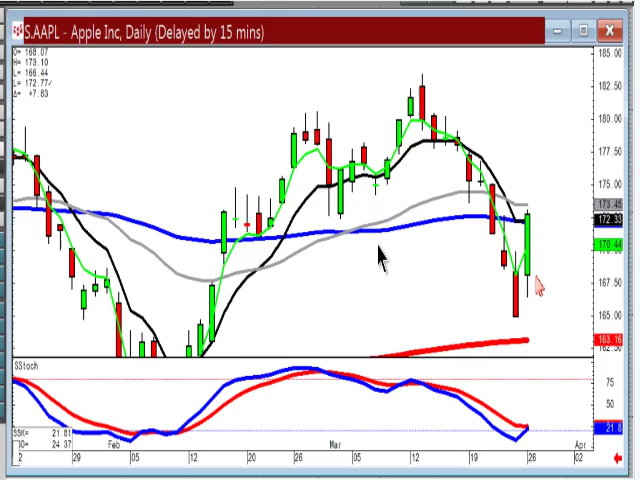 S.AAPL - Apple Inc, Daily (Delayed by 15 mins)
O= 168.07
H= 173.10
L= 166.44
L= 172.77
Δ= +7.83
185.00
182.50
180.00
177.50
175.00
173.45
172.33
170.44
167.50
165.00
163.16
SStoch
75
50
21.8
SSK= 21.81
24.37
2
29
Feb
05
12
20
26
Mar
05
12
19
26
Apr
02